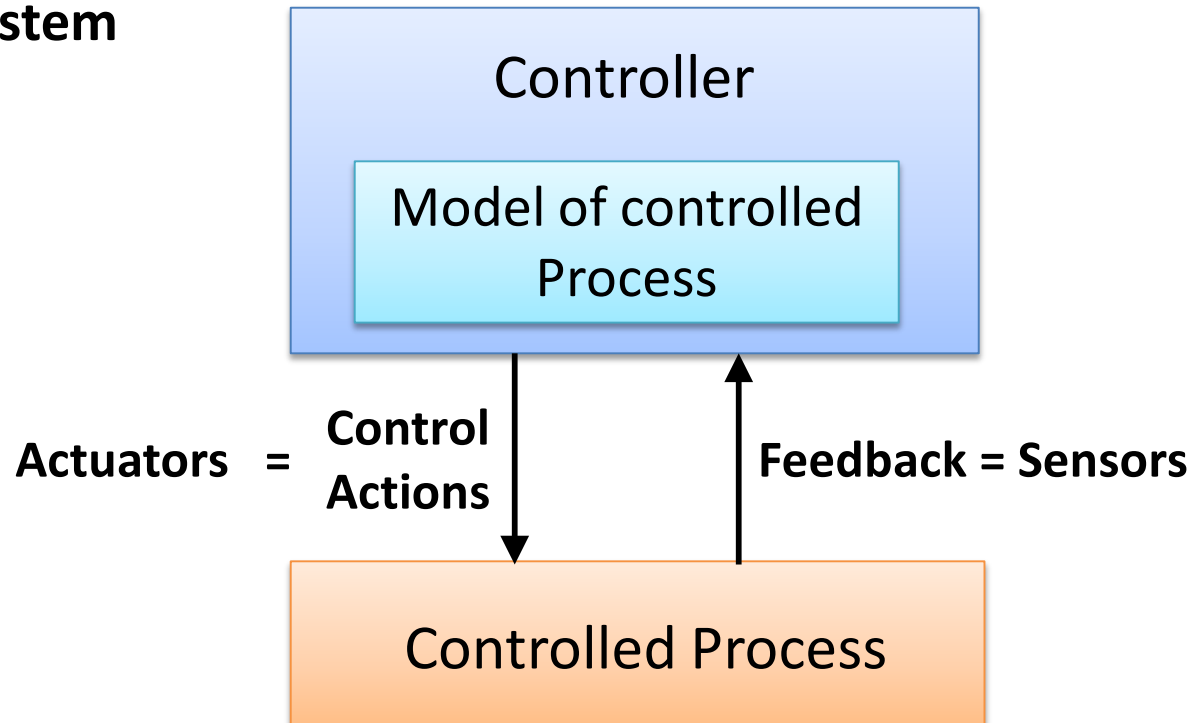 stem
Controller
Model of controlled
Process
Control
Actuators = Actions
Feedback = Sensors
Controlled Process